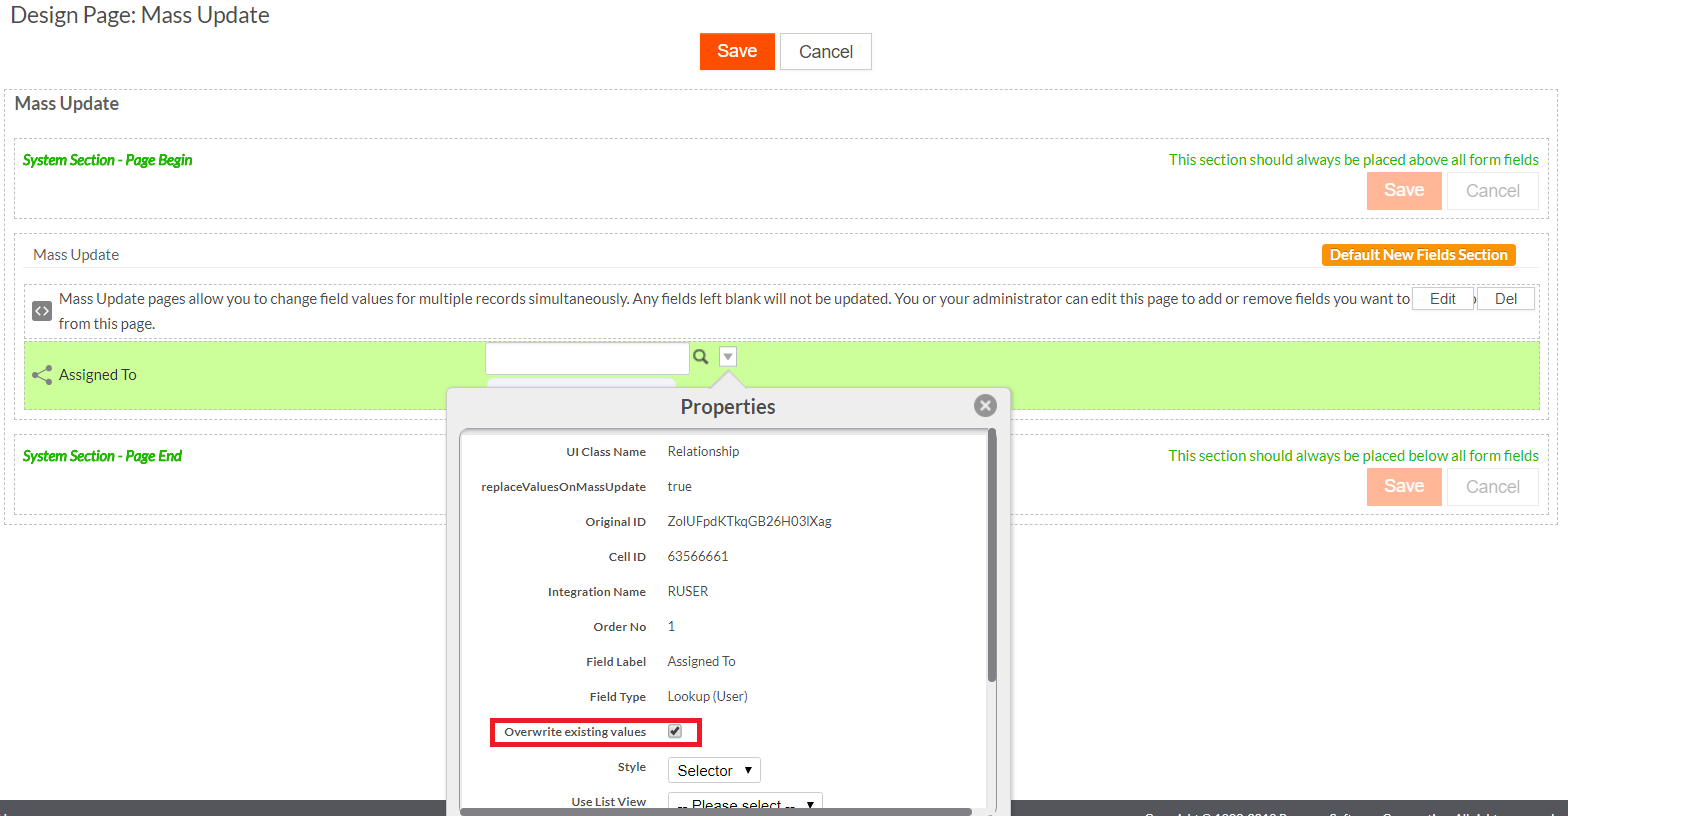 Design Page: Mass Update
Save Cancel
Mass Update
System Section - Page Begin This section should always be placed above all form fields
Save Cancel
Mass Update Default New Fields Section
Mass Update pages allow you to change field values for multiple records simultaneously. Any fields left blank will not be updated. You or your administrator can edit this page to add or remove fields you want to Edit Del
from this page.
Assigned To
Properties
UI Class Name Relationship
replaceValuesOnMassUpdate true
System Section - Page End This section should always be placed below all form fields
Save Cancel
Original ID ZolUFpdKTkqGB26H03lXag
Cell ID 63566661
Integration Name RUSER
Order No 1
Field Label Assigned To
Field Type Lookup (User)
Overwrite existing values
Style Selector
Use List View -- Please select --